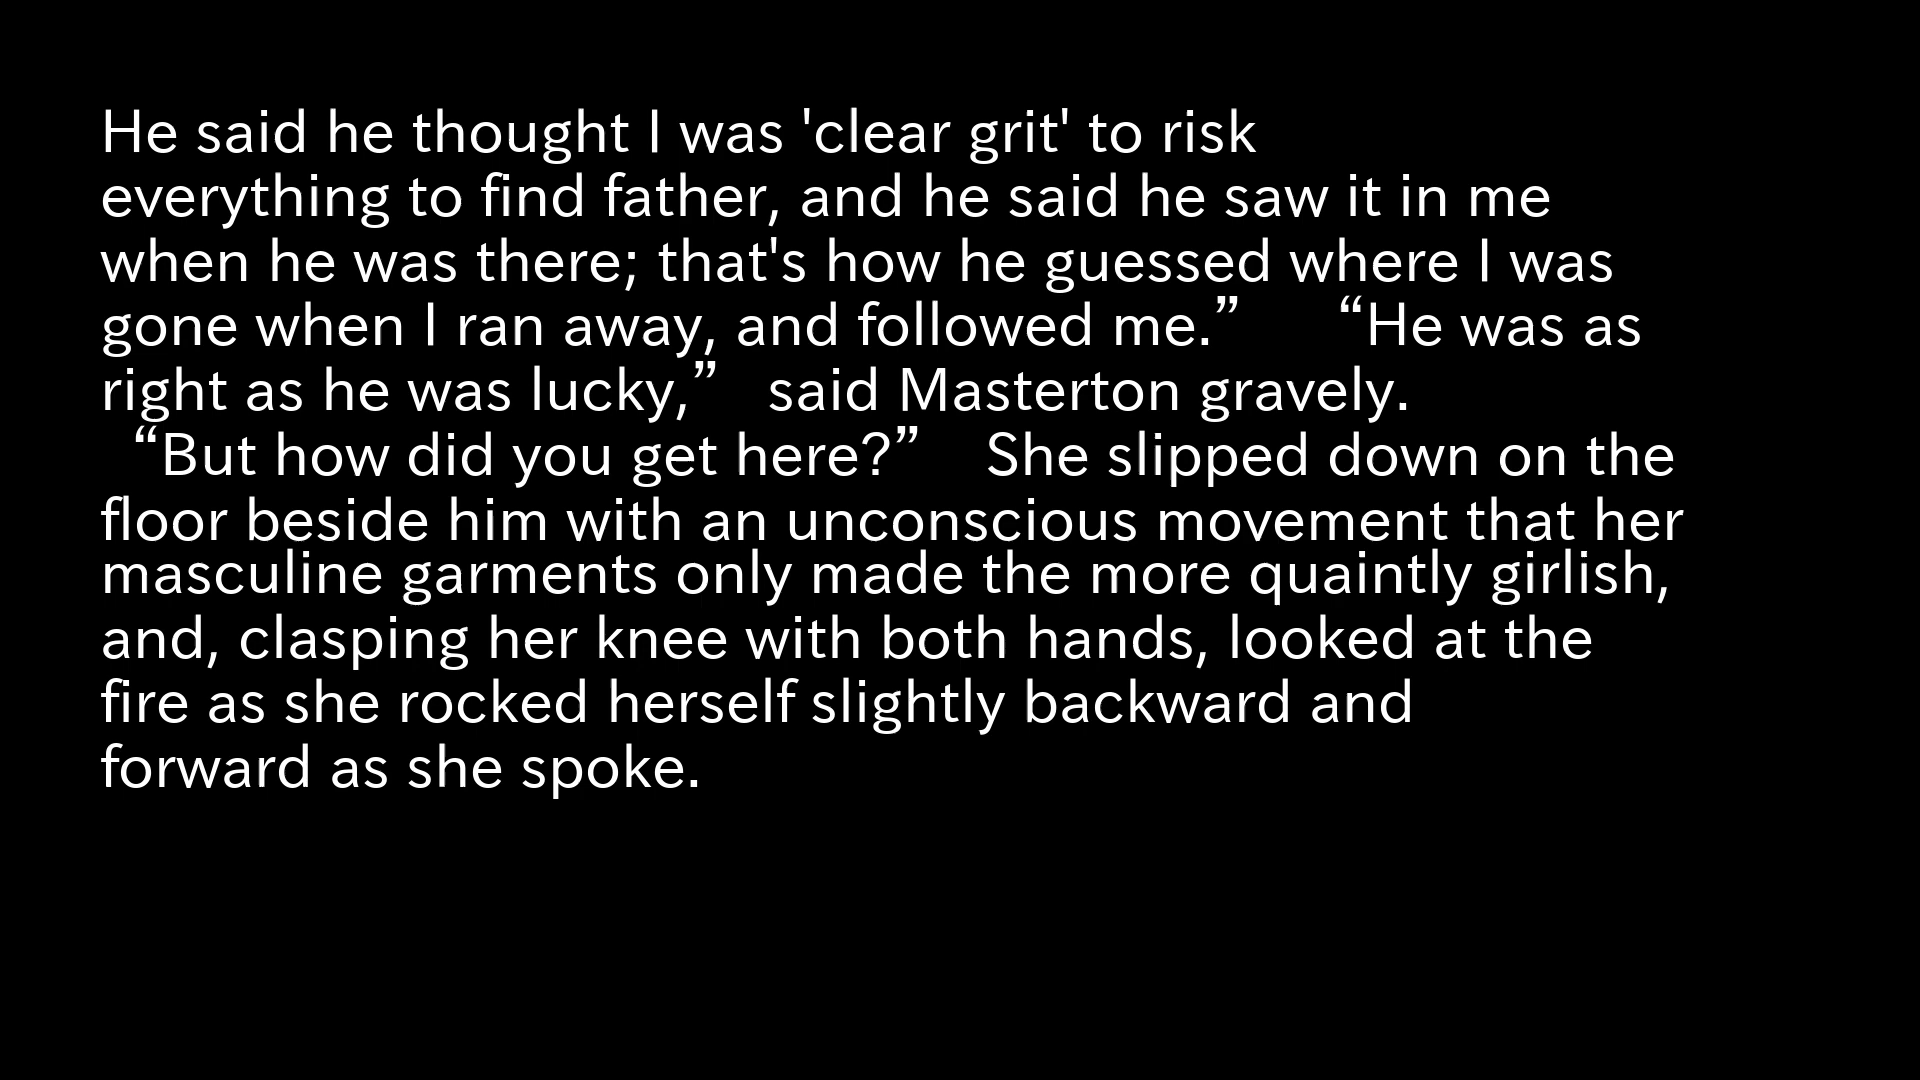 He said he thought I was 'clear grit' to risk
everything to find father, and he said he saw it in me
when he was there; that's how he guessed where I was
gone when I ran away, and followed me.” “He was as
right as he was lucky,” said Masterton gravely.
“But how did you get here?” She slipped down on the
floor beside him with an unconscious movement that her
masculine garments only made the more quaintly girlish,
and, clasping her knee with both hands, looked at the
fire as she rocked herself slightly backward and
forward as she spoke.